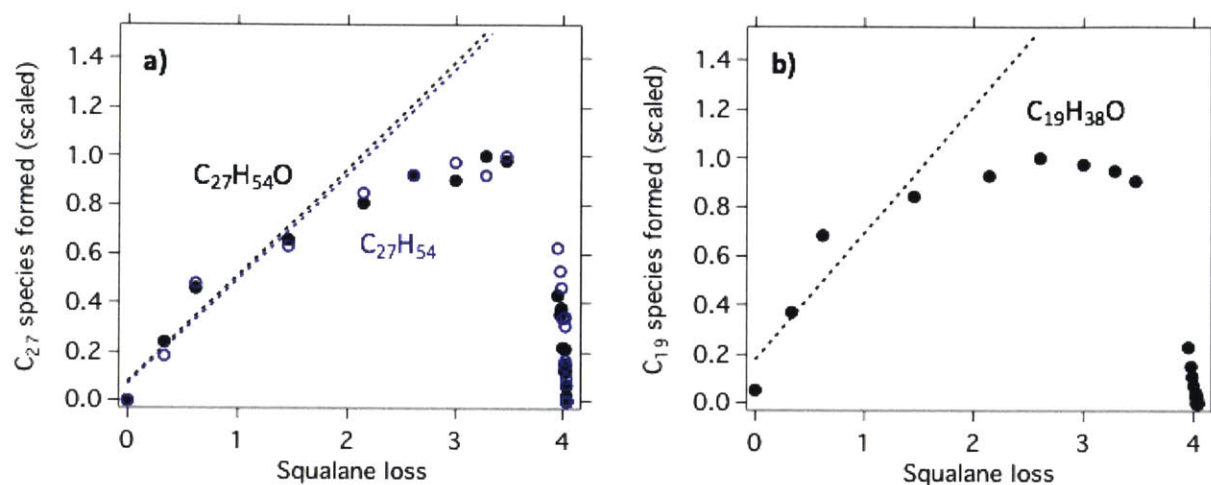 C27 species formed (scaled)
1.4
1.2
1.0
0.8
0.6
0.4
0.2
0.0
a)
C27H54O
C27H54
0 1 2 3 4
Squalane loss
C19 species formed (scaled)
1.4
1.2
1.0
0.8
0.6
0.4
0.2
0.0
b)
C19H38O
0 1 2 3 4
Squalane loss